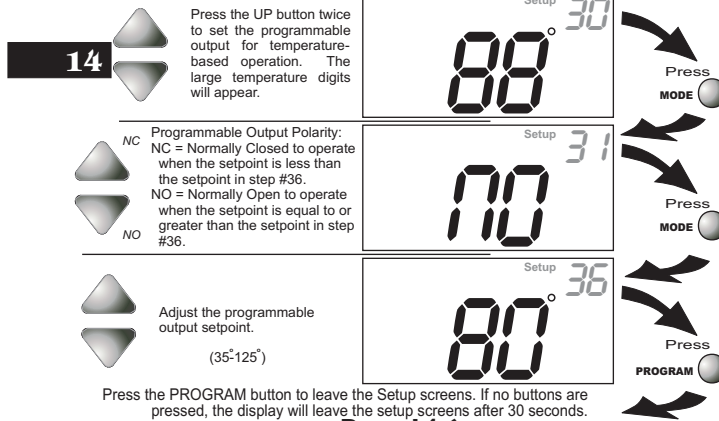 14
Press the UP button twice
to set the programmable
output for temperature-
based operation. The
large temperature digits
will appear.
Setup 30
88°
Press
MODE
NC
NO
Programmable Output Polarity:
NC = Normally Closed to operate
when the setpoint is less than
the setpoint in step #36.
NO = Normally Open to operate
when the setpoint is equal to or
greater than the setpoint in step
#36.
Setup 31
no
Press
MODE
Adjust the programmable
output setpoint.
(35°-125°)
Setup 36
80°
Press
PROGRAM
Press the PROGRAM button to leave the Setup screens. If no buttons are
pressed, the display will leave the setup screens after 30 seconds.